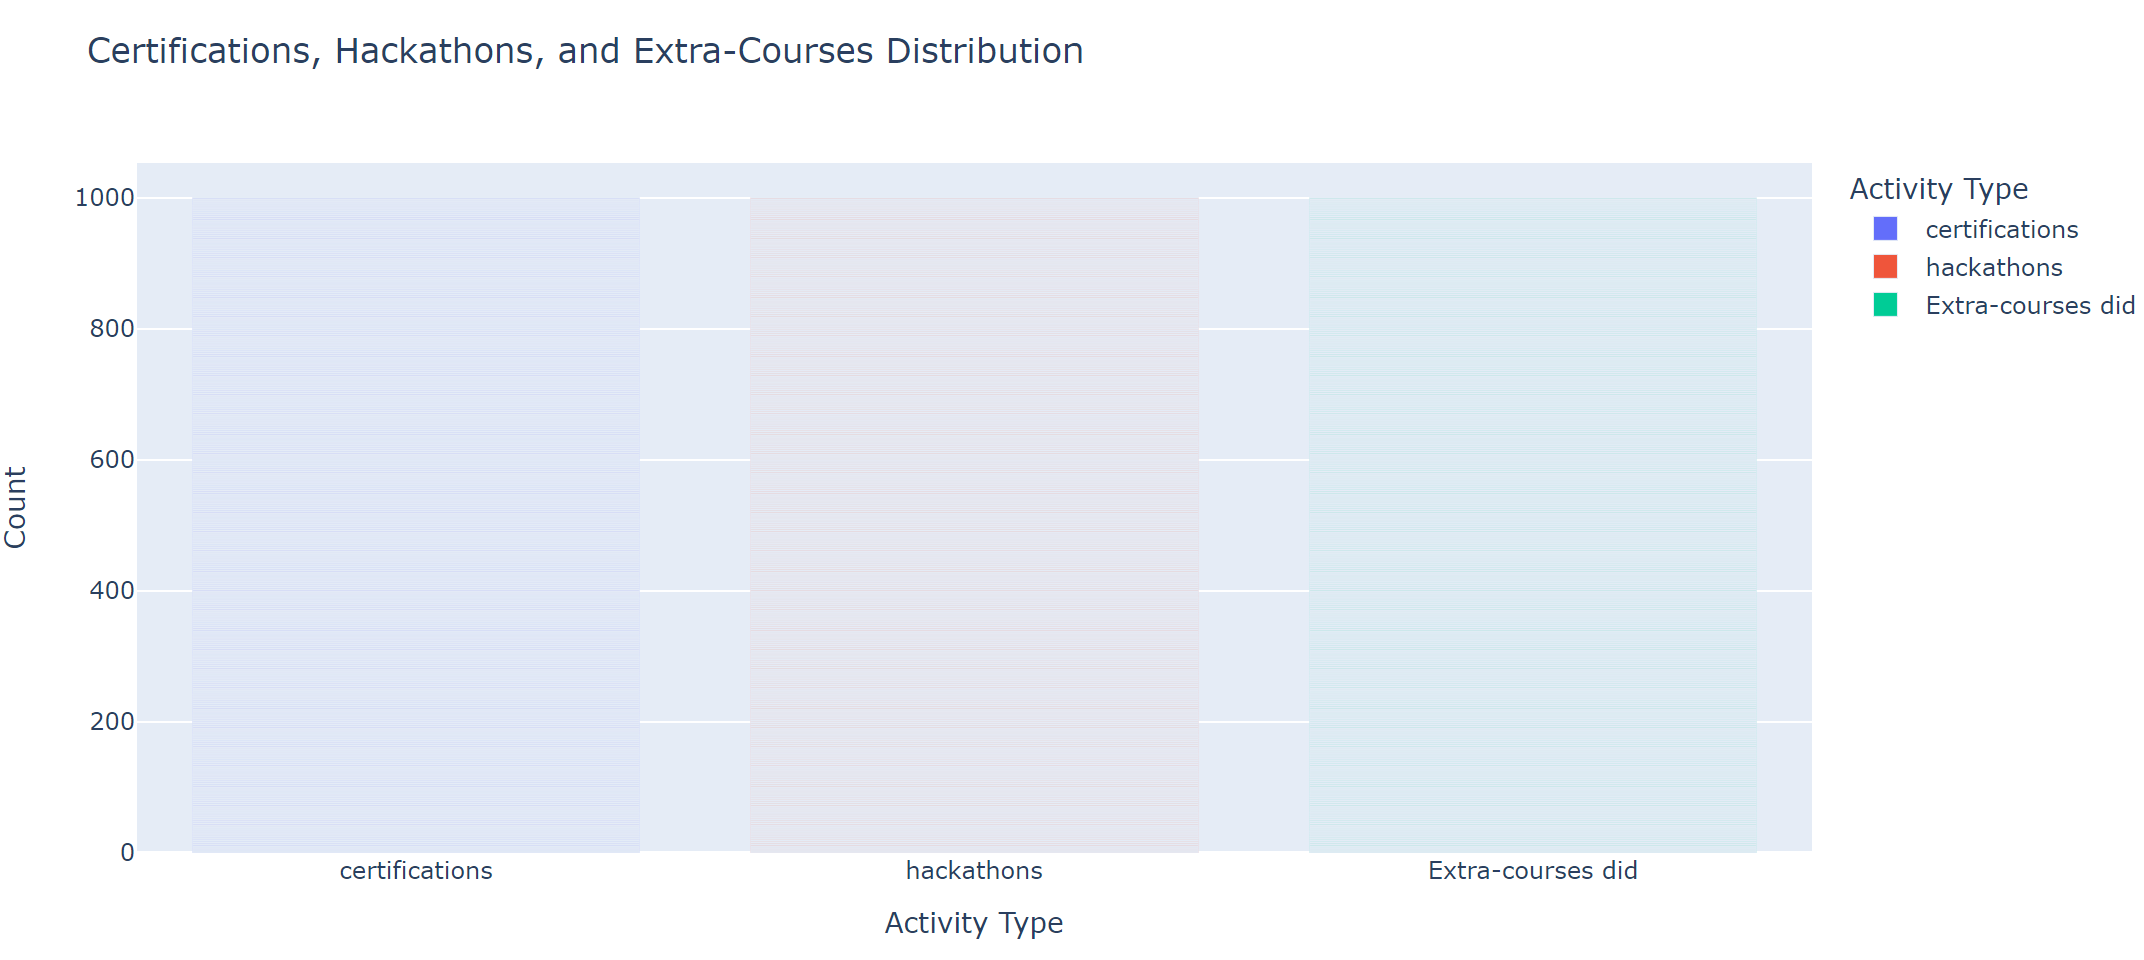 Certifications, Hackathons, and Extra-Courses Distribution
Activity Type
certifications
hackathons
Extra-courses did
Count
1000
800
600
400
200
0
certifications
hackathons
Extra-courses did
Activity Type